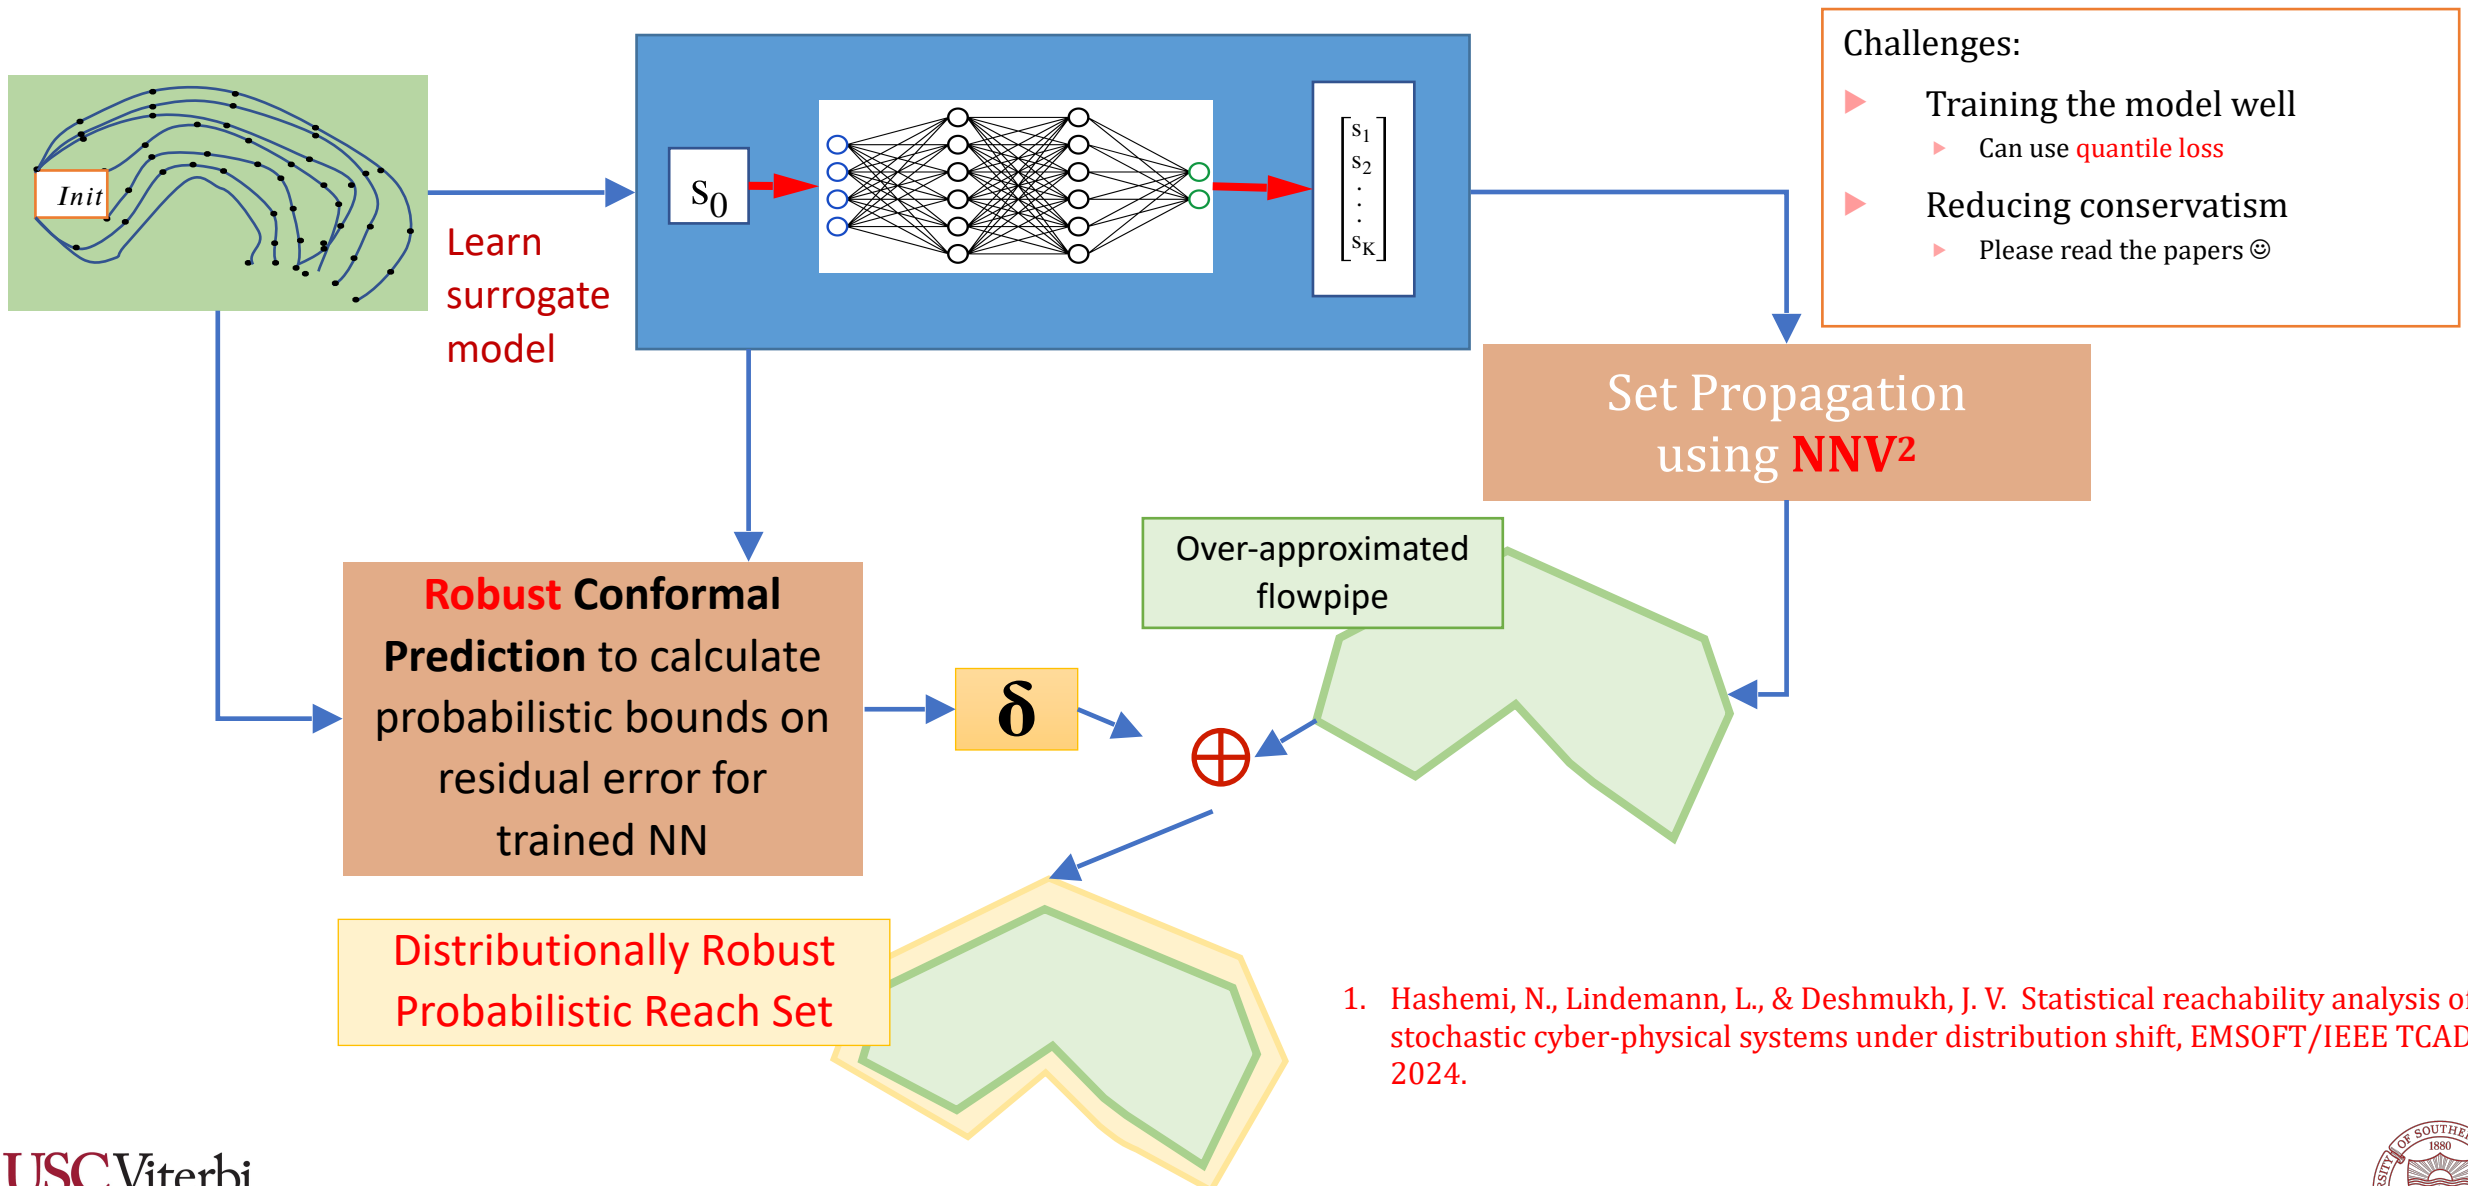 Init
Learn
surrogate
model
s0
s1
s2
.
.
.
sK
Challenges:
Training the model well
Can use quantile loss
Reducing conservatism
Please read the papers ☺
Set Propagation
using NNV2
Over-approximated
flowpipe
Robust Conformal
Prediction to calculate
probabilistic bounds on
residual error for
trained NN
δ
Distributionally Robust
Probabilistic Reach Set
1. Hashemi, N., Lindemann, L., & Deshmukh, J. V. Statistical reachability analysis of
stochastic cyber-physical systems under distribution shift, EMSOFT/IEEE TCAD
2024.
USC Viterbi
OF SOUTHE
1880